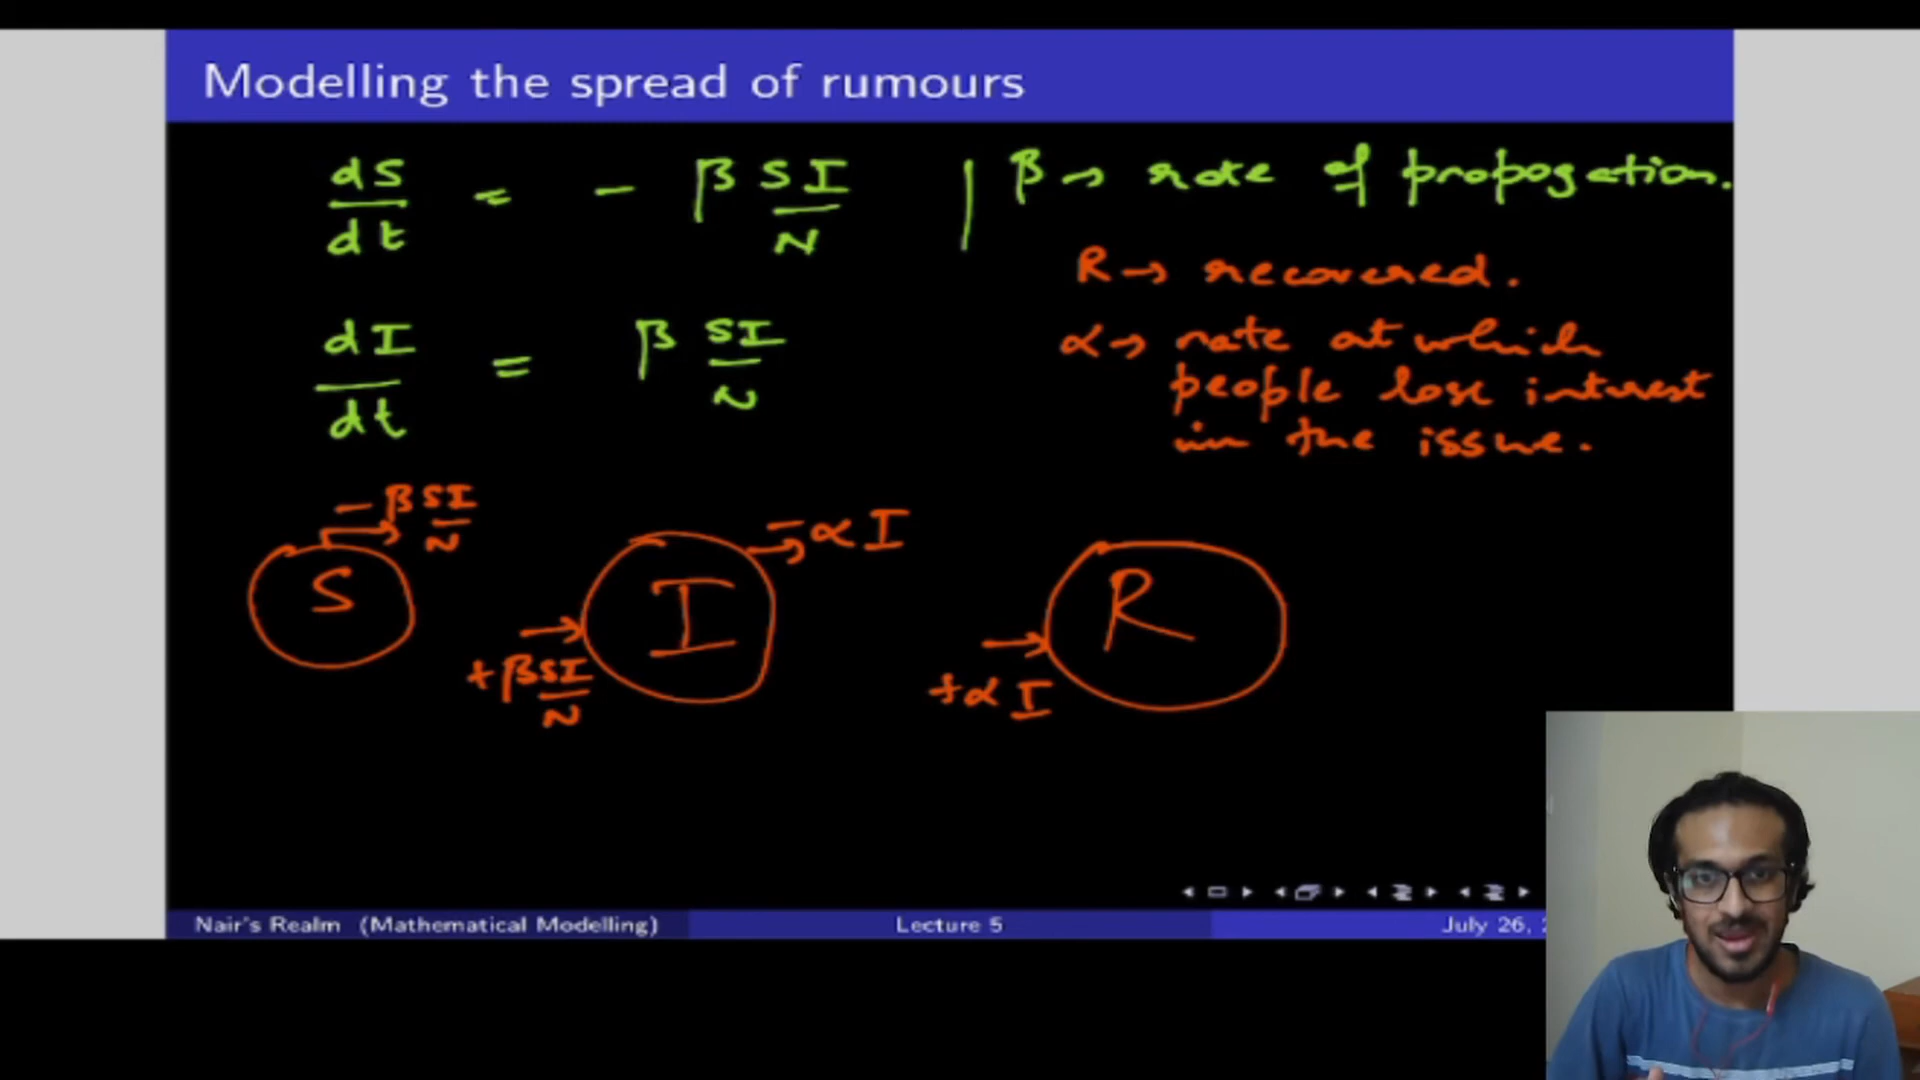 Modelling the spread of rumours
dS/dt = - β SI/N | β → rate of propogation.
R → recovered.
dI/dt = β SI/N
α → rate at which
people lose interest
in the issue.
- β SI/N
- α I
S
I
R
+ β SI/N
+ α I
Nair's Realm (Mathematical Modelling)
Lecture 5
July 26,